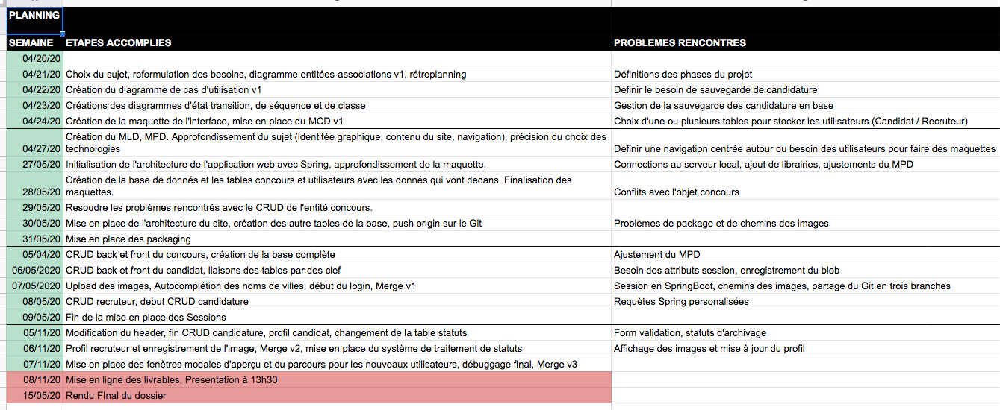 PLANNING
SEMAINE ETAPES ACCOMPLIES PROBLEMES RENCONTRES
04/20/20
04/21/20 Choix du sujet, reformulation des besoins, diagramme entitées-associations v1, rétroplanning Définitions des phases du projet
04/22/20 Création du diagramme de cas d'utilisation v1 Définir le besoin de sauvegarde de candidature
04/23/20 Créations des diagrammes d'état transition, de séquence et de classe Gestion de la sauvegarde des candidature en base
04/24/20 Création de la maquette de l'interface, mise en place du MCD v1 Choix d'une ou plusieurs tables pour stocker les utilisateurs (Candidat / Recruteur)
Création du MLD, MPD. Approfondissement du sujet (identitée graphique, contenu du site, navigation), précision du choix des
04/27/20 technologies Définir une navigation centrée autour du besoin des utilisateurs pour faire des maquettes
27/05/20 Initialisation de l'architecture de l'application web avec Spring, approfondissement de la maquette. Connections au serveur local, ajout de librairies, ajustements du MPD
Création de la base de donnés et les tables concours et utilisateurs avec les donnés qui vont dedans. Finalisation des
28/05/20 maquettes. Conflits avec l'objet concours
29/05/20 Resoudre les problèmes rencontrés avec le CRUD de l'entité concours.
30/05/20 Mise en place de l'architecture du site, création des autre tables de la base, push origin sur le Git Problèmes de package et de chemins des images
31/05/20 Mise en place des packaging
05/04/20 CRUD back et front du concours, création de la base complète Ajustement du MPD
06/05/2020 CRUD back et front du candidat, liaisons des tables par des clef Besoin des attributs session, enregistrement du blob
07/05/2020 Upload des images, Autocomplétion des noms de villes, début du login, Merge v1 Session en SpringBoot, chemins des images, partage du Git en trois branches
08/05/20 CRUD recruteur, debut CRUD candidature Requètes Spring personalisées
09/05/20 Fin de la mise en place des Sessions
05/11/20 Modification du header, fin CRUD candidature, profil candidat, changement de la table statuts Form validation, statuts d'archivage
06/11/20 Profil recruteur et enregistrement de l'image, Merge v2, mise en place du système de traitement de statuts Affichage des images et mise à jour du profil
07/11/20 Mise en place des fenètres modales d'aperçu et du parcours pour les nouveaux utilisateurs, débuggage final, Merge v3
08/11/20 Mise en ligne des livrables, Presentation à 13h30
15/05/20 Rendu FInal du dossier